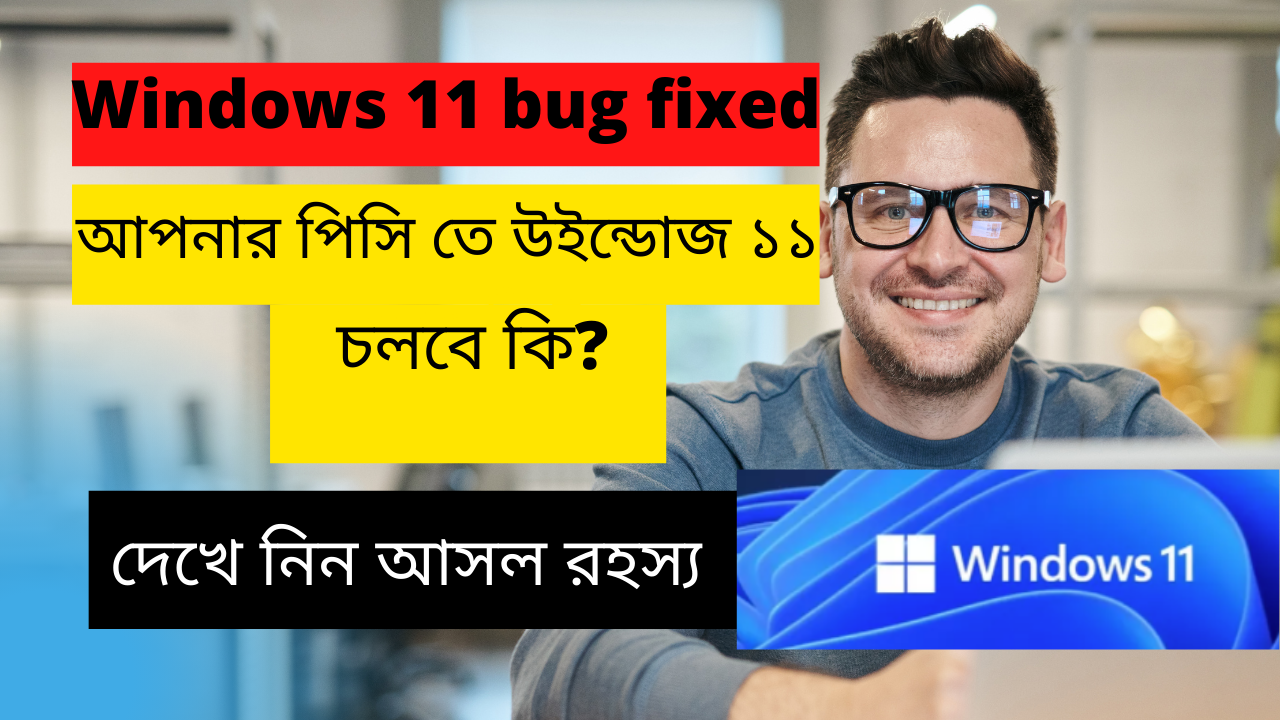 Windows 11 bug fixed
আপনার পিসি তে উইন্ডোজ ১১
চলবে কি?
দেখে নিন আসল রহস্য
Windows 11